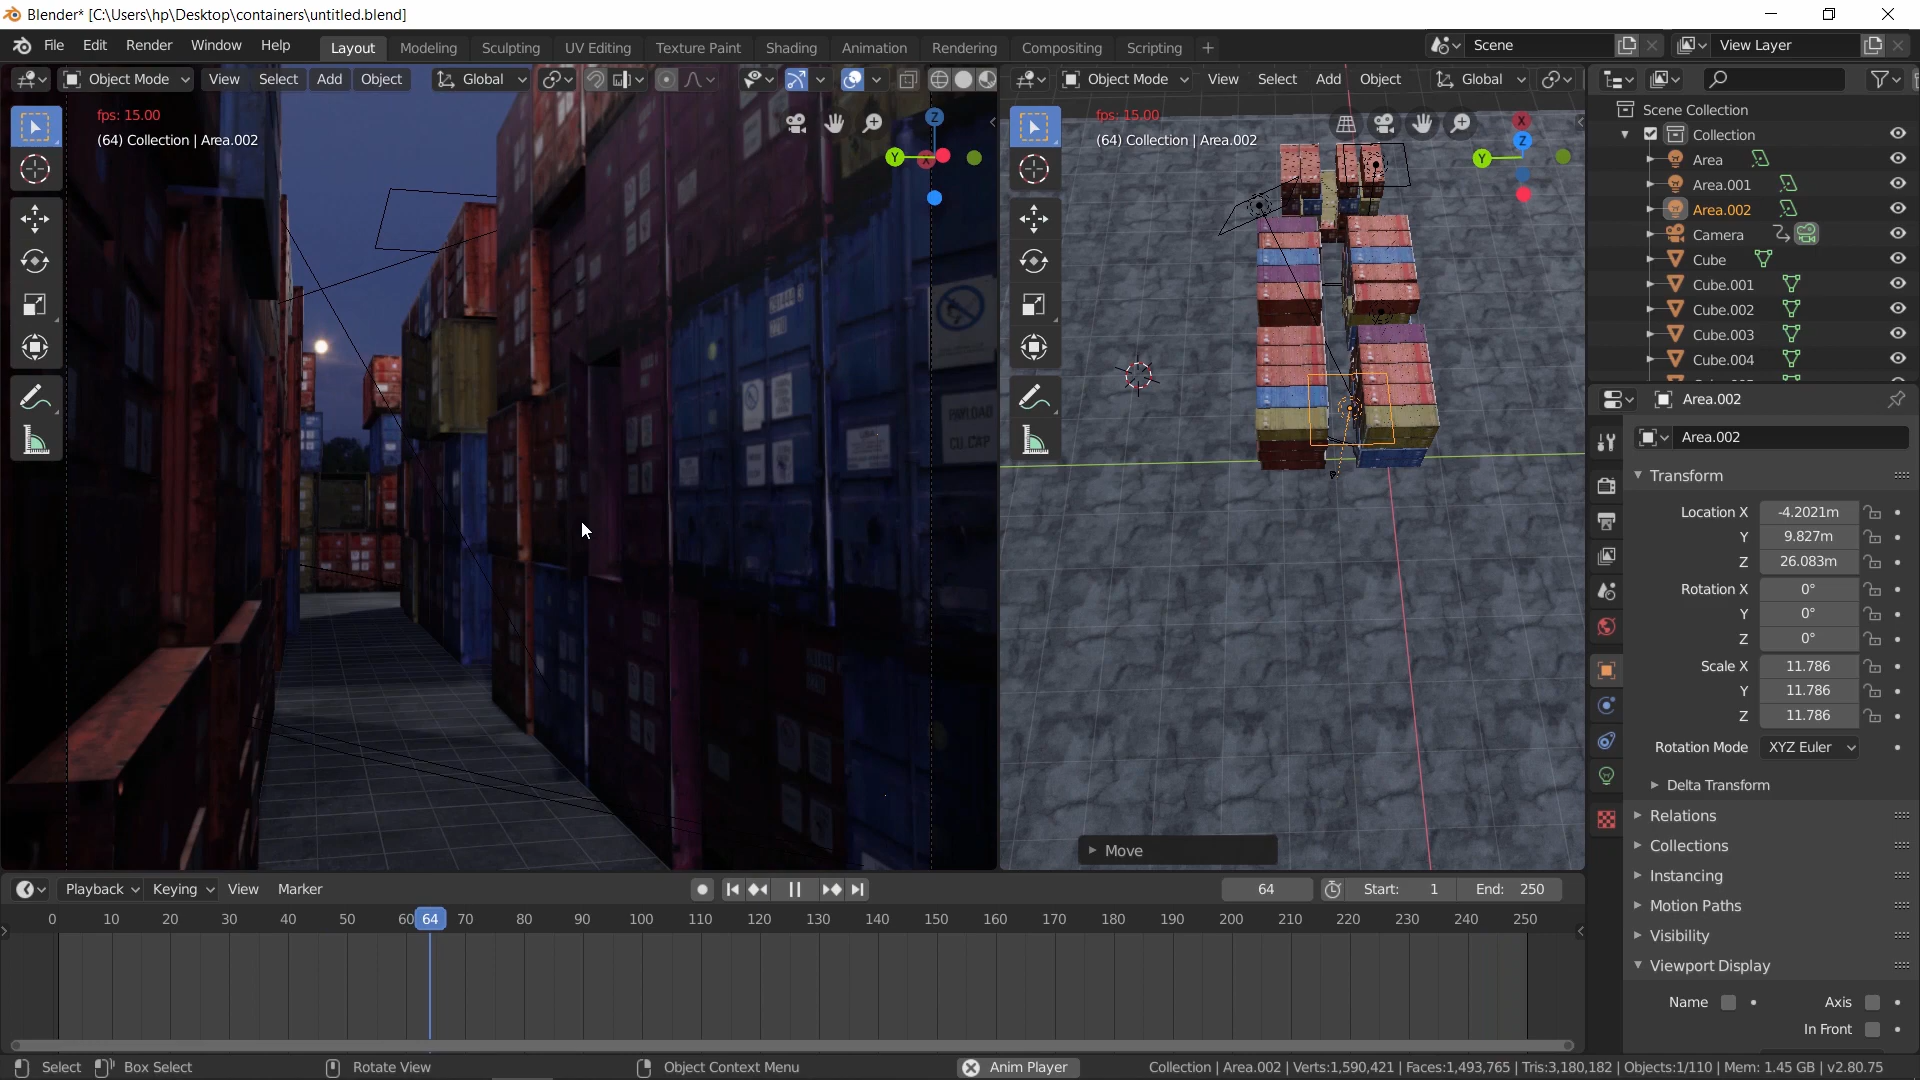 Blender* [C:\Users\hp\Desktop\containers\untitled.blend]
File Edit Render Window Help Layout Modeling Sculpting UV Editing Texture Paint Shading Animation Rendering Compositing Scripting + Scene View Layer
Object Mode View Select Add Object Global Object Mode View Select Add Object Global
fps: 15.00
(64) Collection | Area.002
fps: 15.00
(64) Collection | Area.002
Z
Y
X
X
Z
Y
PAYLOAD
CO.CAP
Scene Collection
Collection
Area
Area.001
Area.002
Camera
Cube
Cube.001
Cube.002
Cube.003
Cube.004
Area.002
Area.002
Transform
Location X -4.2021m
Y 9.827m
Z 26.083m
Rotation X 0°
Y 0°
Z 0°
Scale X 11.786
Y 11.786
Z 11.786
Rotation Mode XYZ Euler
Delta Transform
Relations
Collections
Instancing
Motion Paths
Visibility
Viewport Display
Name Axis
In Front
Move
Playback Keying View Marker 64 Start: 1 End: 250
0 10 20 30 40 50 60 64 70 80 90 100 110 120 130 140 150 160 170 180 190 200 210 220 230 240 250
Select Box Select Rotate View Object Context Menu Anim Player Collection | Area.002 | Verts:1,590,421 | Faces:1,493,765 | Tris:3,180,182 | Objects:1/110 | Mem: 1.45 GB | v2.80.75